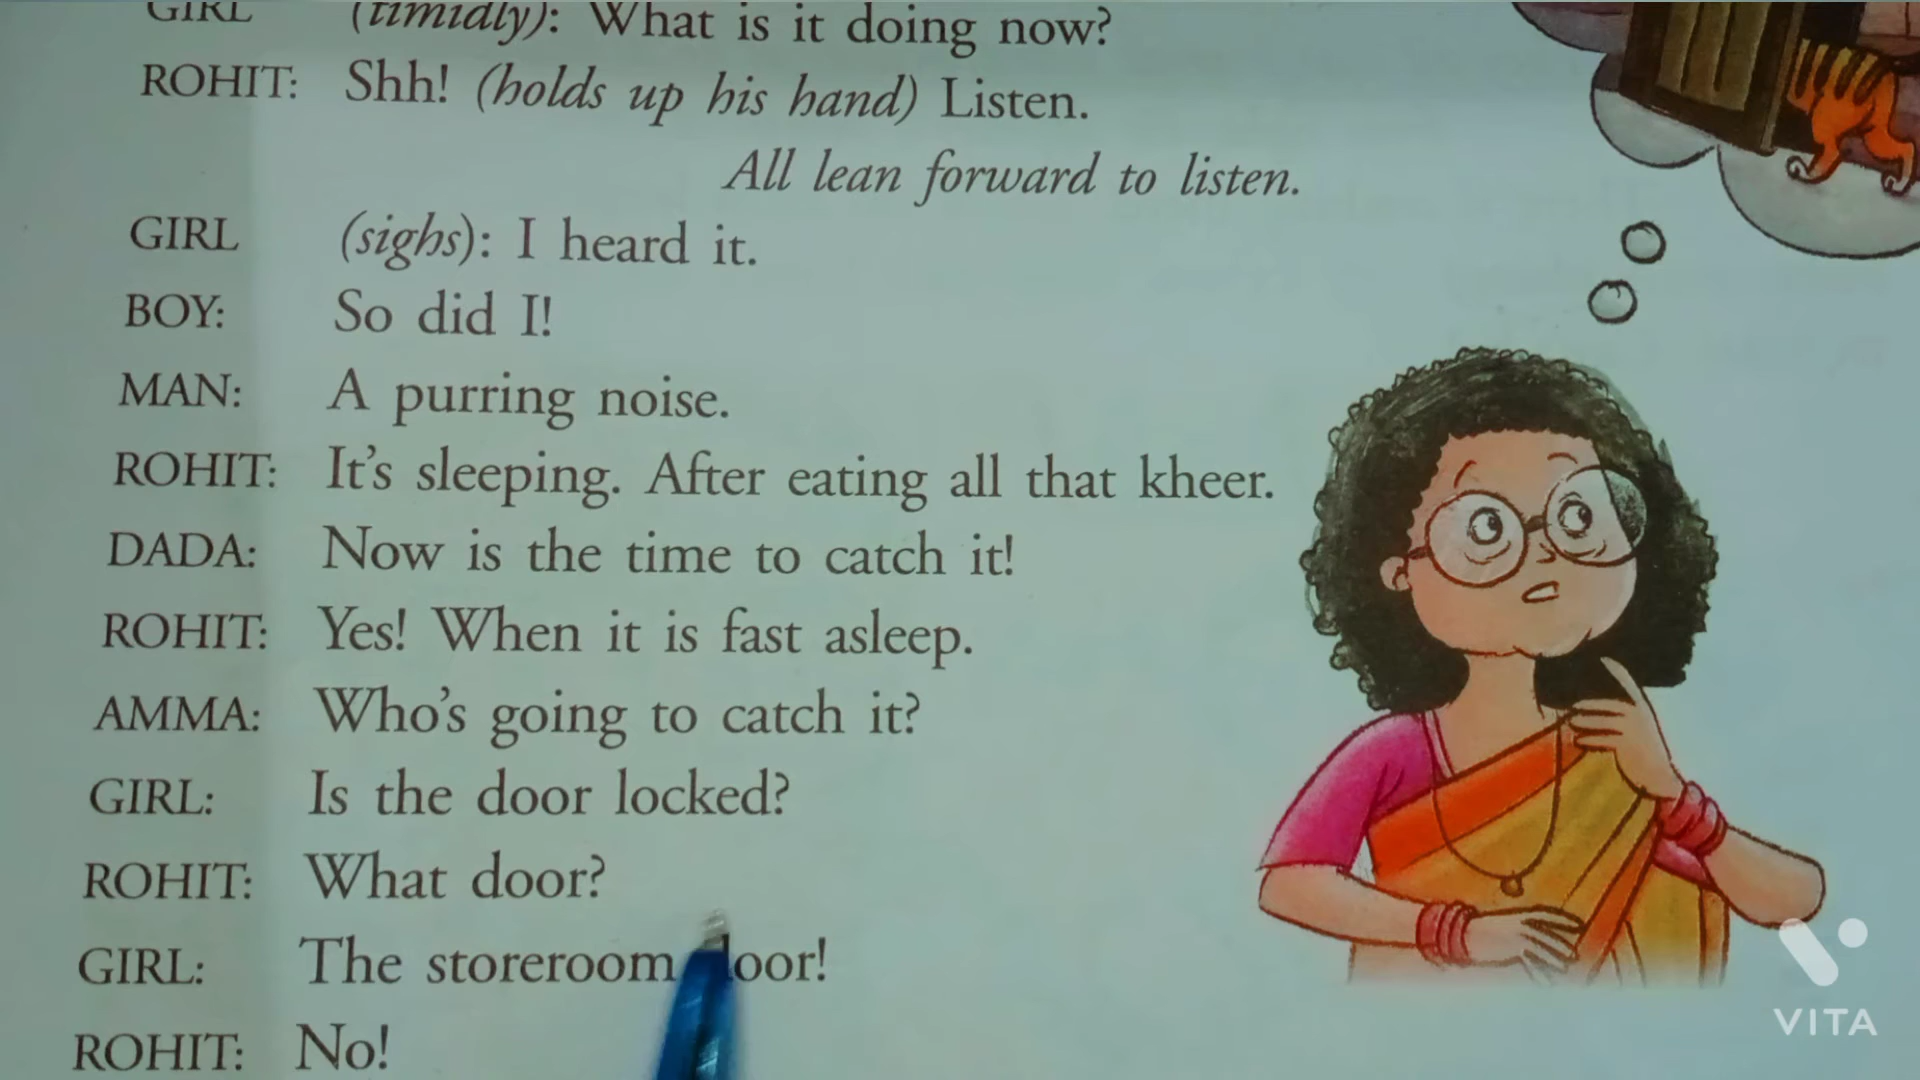 GIRL (timidly): What is it doing now?
ROHIT: Shh! (holds up his hand) Listen.
All lean forward to listen.
GIRL (sighs): I heard it.
BOY: So did I!
MAN: A purring noise.
ROHIT: It's sleeping. After eating all that kheer.
DADA: Now is the time to catch it!
ROHIT: Yes! When it is fast asleep.
AMMA: Who's going to catch it?
GIRL: Is the door locked?
ROHIT: What door?
GIRL: The storeroom door!
ROHIT: No!
VITA